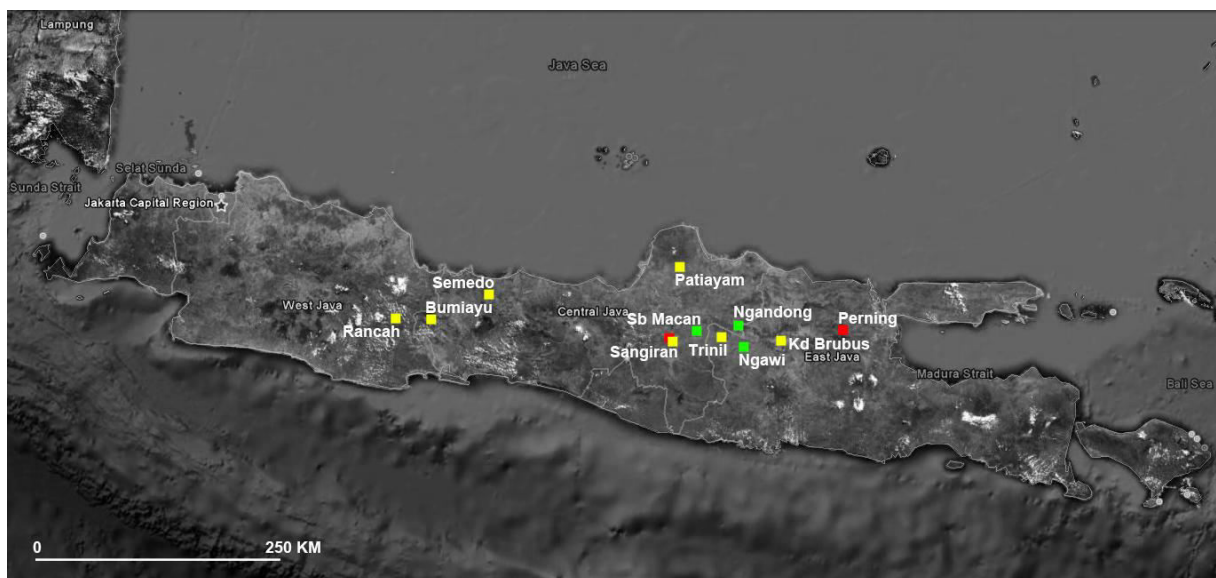 Lampung
Java Sea
Selat Sunda
Sunda Strait
Jakarta Capital Region
Patiayam
Semedo
West Java
Bumiayu
Central Java
Rancah
Sb Macan
Ngandong
Perning
Sangiran
Trinil
Kd Brubus
Ngawi
East Java
Madura Strait
Bali Sea
0
250 KM